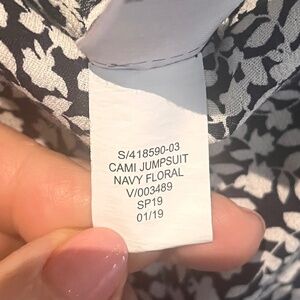 S/418590-03
CAMI JUMPSUIT
NAVY FLORAL
V/003489
SP19
01/19